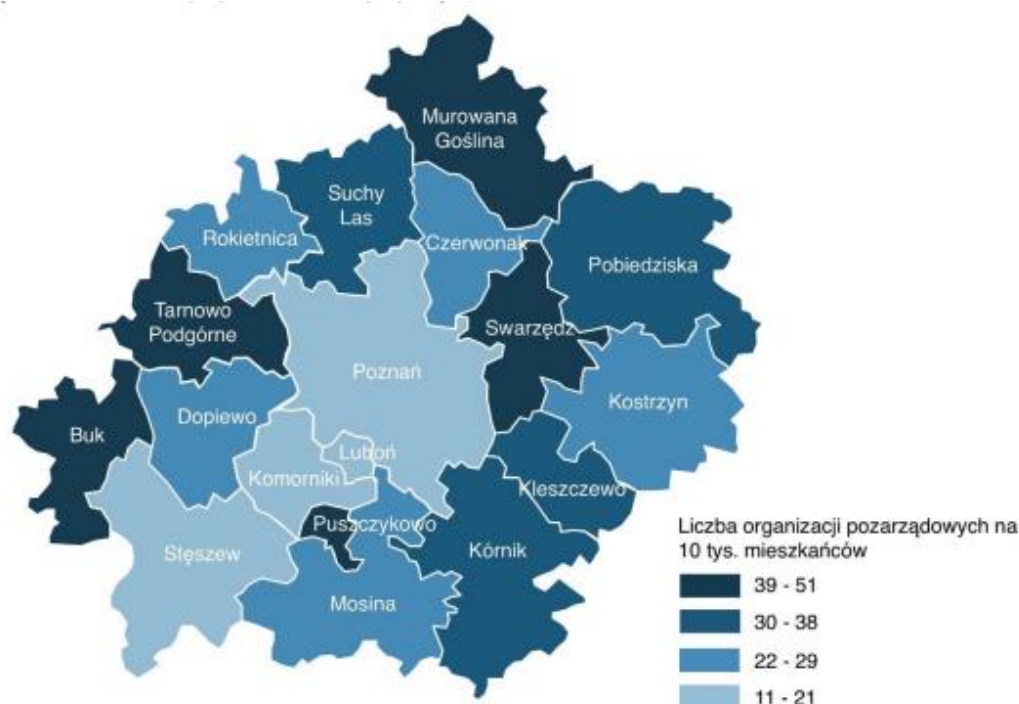 Murowana
Goślina
Suchy
Las
Rokietnica
Czerwonak
Pobiedziska
Tarnowo
Podgórne
Swarzędz
Poznań
Kostrzyn
Dopiewo
Buk
Luboń
Komorniki
Kleszczewo
Puszczykowo
Kórnik
Stęszew
Mosina
Liczba organizacji pozarządowych na
10 tys. mieszkańców
39 - 51
30 - 38
22 - 29
11 - 21